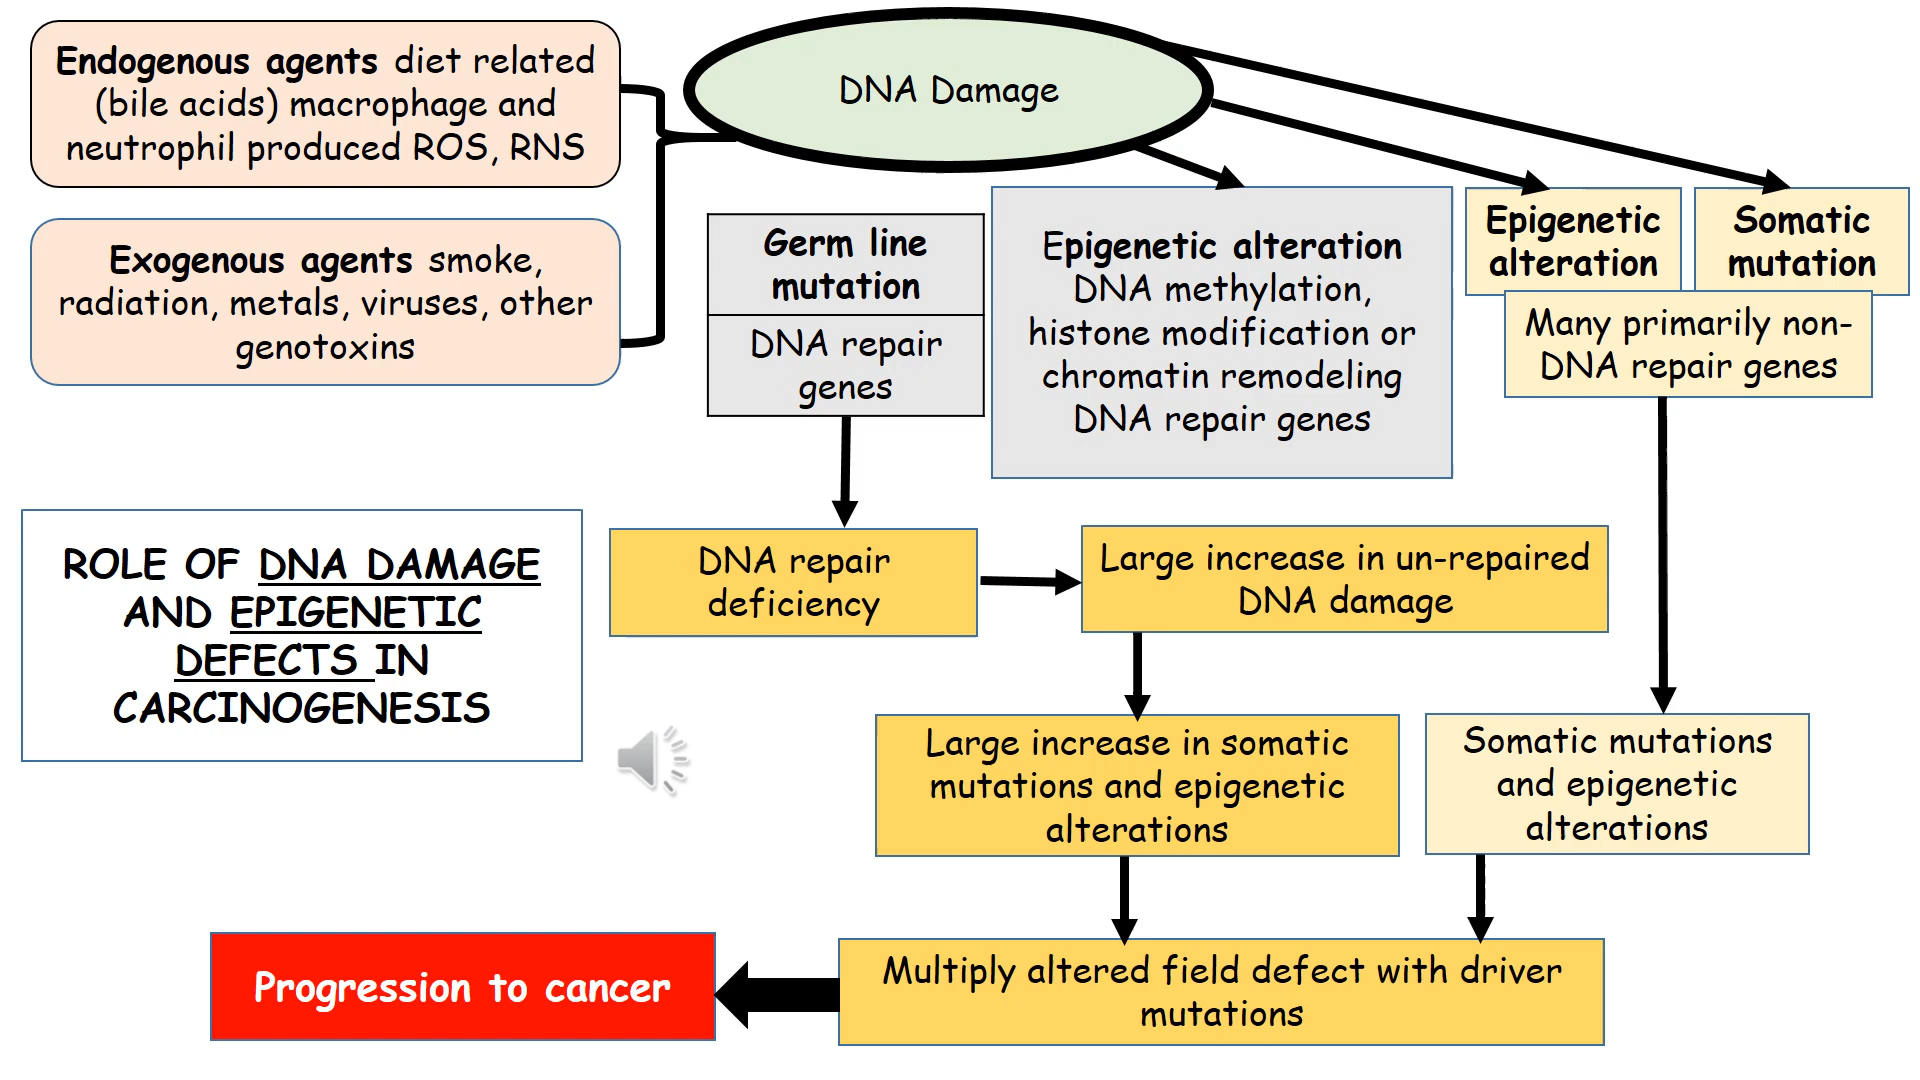 Endogenous agents diet related
(bile acids) macrophage and
neutrophil produced ROS, RNS
DNA Damage
Exogenous agents smoke,
radiation, metals, viruses, other
genotoxins
Germ line
mutation
DNA repair
genes
Epigenetic alteration
DNA methylation,
histone modification or
chromatin remodeling
DNA repair genes
Epigenetic
alteration
Somatic
mutation
Many primarily non-
DNA repair genes
ROLE OF DNA DAMAGE
AND EPIGENETIC
DEFECTS IN
CARCINOGENESIS
DNA repair
deficiency
Large increase in un-repaired
DNA damage
Large increase in somatic
mutations and epigenetic
alterations
Somatic mutations
and epigenetic
alterations
Progression to cancer
Multiply altered field defect with driver
mutations